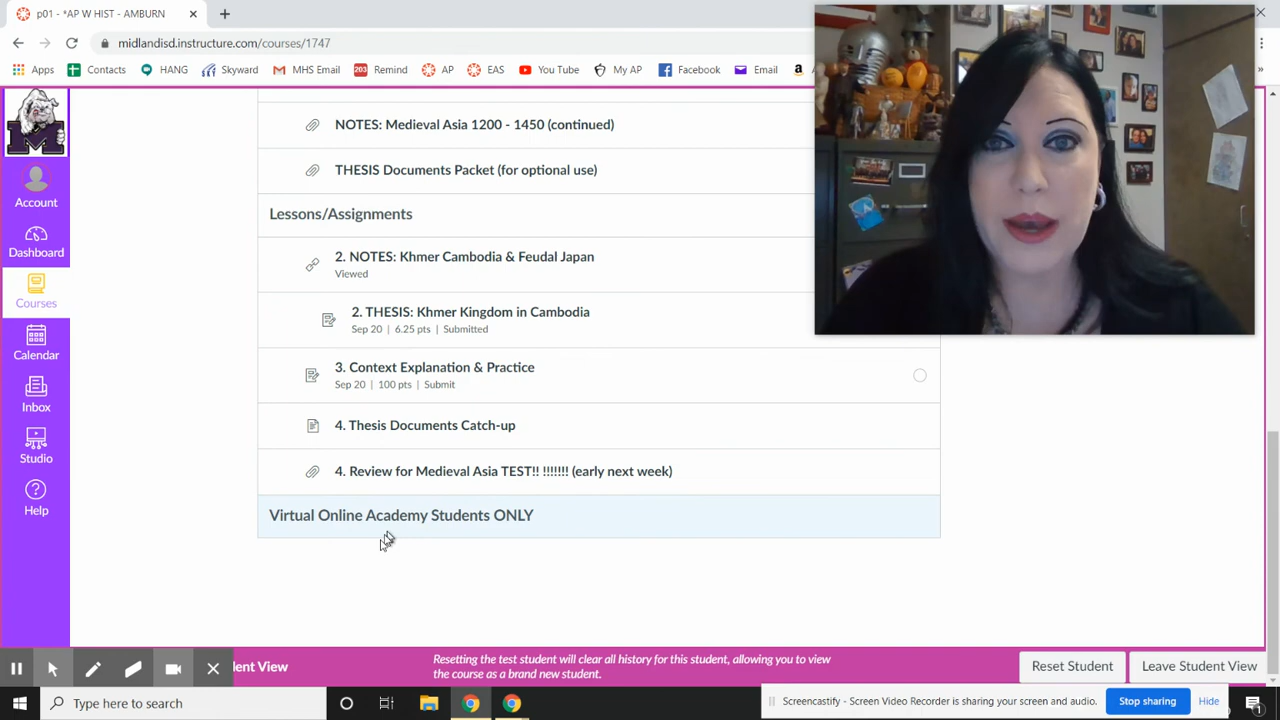 p01 - *AP W HIST - AMBURN
midlandisd.instructure.com/courses/1747
Apps Contacts HANG Skyward MHS Email Remind AP EAS You Tube My AP Facebook Email
NOTES: Medieval Asia 1200 - 1450 (continued)
THESIS Documents Packet (for optional use)
Lessons/Assignments
2. NOTES: Khmer Cambodia & Feudal Japan
Viewed
2. THESIS: Khmer Kingdom in Cambodia
Sep 20 | 6.25 pts | Submitted
3. Context Explanation & Practice
Sep 20 | 100 pts | Submit
4. Thesis Documents Catch-up
4. Review for Medieval Asia TEST!! !!!!!!! (early next week)
Virtual Online Academy Students ONLY
M
Account
Dashboard
Courses
Calendar
Inbox
Studio
Help
dent View
Resetting the test student will clear all history for this student, allowing you to view
the course as a brand new student.
Reset Student
Leave Student View
Type here to search
Screencastify - Screen Video Recorder is sharing your screen and audio.
Stop sharing
Hide
1